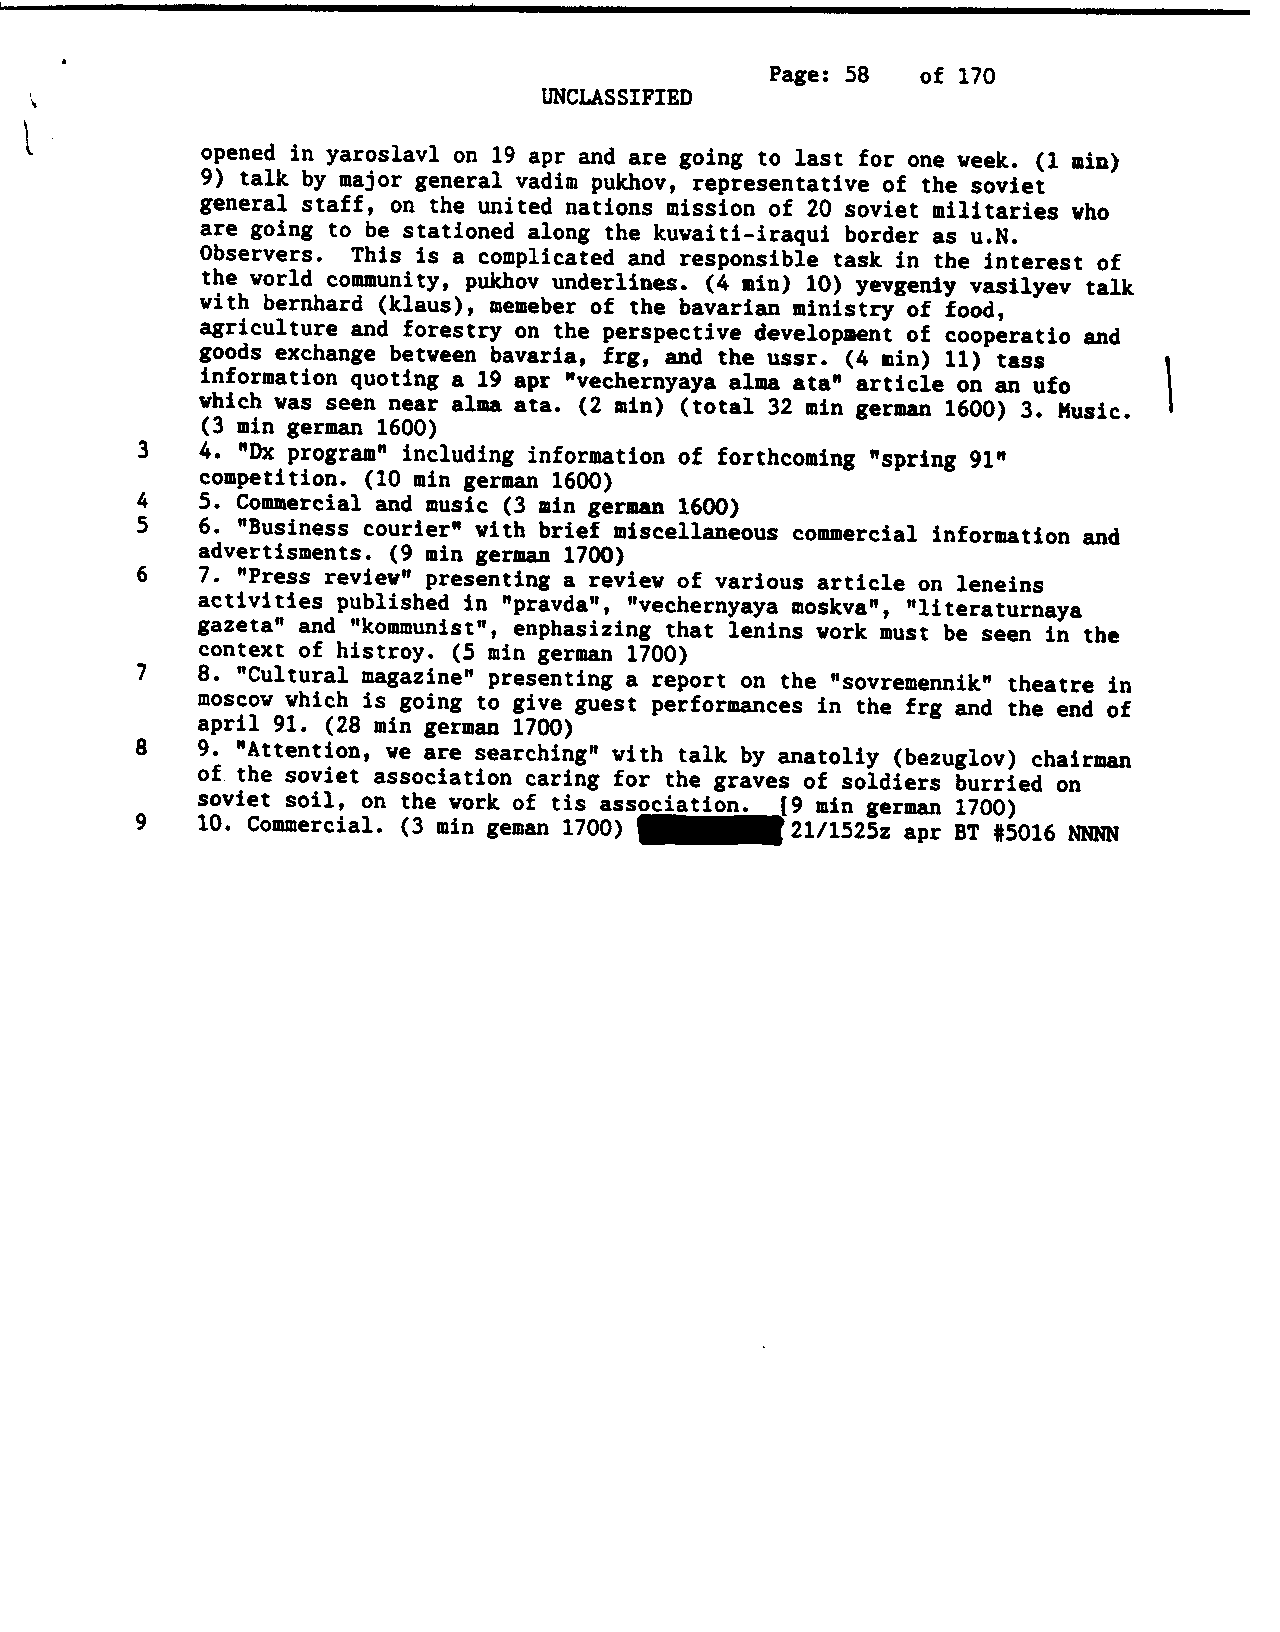 Page: 58 of 170
UNCLASSIFIED
opened in yaroslavl on 19 apr and are going to last for one week. (1 min)
9) talk by major general vadim pukhov, representative of the soviet
general staff, on the united nations mission of 20 soviet militaries who
are going to be stationed along the kuwaiti-iraqui border as u.N.
Observers. This is a complicated and responsible task in the interest of
the world community, pukhov underlines. (4 min) 10) yevgeniy vasilyev talk
with bernhard (klaus), memeber of the bavarian ministry of food,
agriculture and forestry on the perspective development of cooperatio and
goods exchange between bavaria, frg, and the ussr. (4 min) 11) tass
information quoting a 19 apr "vechernyaya alma ata" article on an ufo
which was seen near alma ata. (2 min) (total 32 min german 1600) 3. Music.
(3 min german 1600)
3 4. "Dx program" including information of forthcoming "spring 91"
competition. (10 min german 1600)
4 5. Commercial and music (3 min german 1600)
5 6. "Business courier" with brief miscellaneous commercial information and
advertisments. (9 min german 1700)
6 7. "Press review" presenting a review of various article on leneins
activities published in "pravda", "vechernyaya moskva", "literaturnaya
gazeta" and "kommunist", enphasizing that lenins work must be seen in the
context of histroy. (5 min german 1700)
7 8. "Cultural magazine" presenting a report on the "sovremennik" theatre in
moscow which is going to give guest performances in the frg and the end of
april 91. (28 min german 1700)
8 9. "Attention, we are searching" with talk by anatoliy (bezuglov) chairman
of the soviet association caring for the graves of soldiers burried on
soviet soil, on the work of tis association. [9 min german 1700)
9 10. Commercial. (3 min geman 1700) 21/1525z apr BT #5016 NNNN